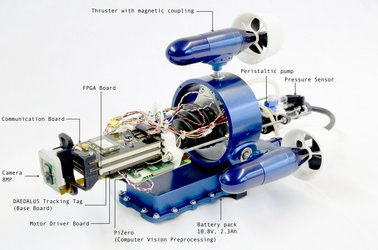 Thruster with magnetic coupling
Peristaltic pump
Pressure Sensor
FPGA Board
Communication Board
Camera
8MP
DAEDALUS Tracking Tag
(Base Board)
Motor Driver Board
PiZero
(Computer Vision Preprocessing)
Battery pack
10.8V, 2.3Ah